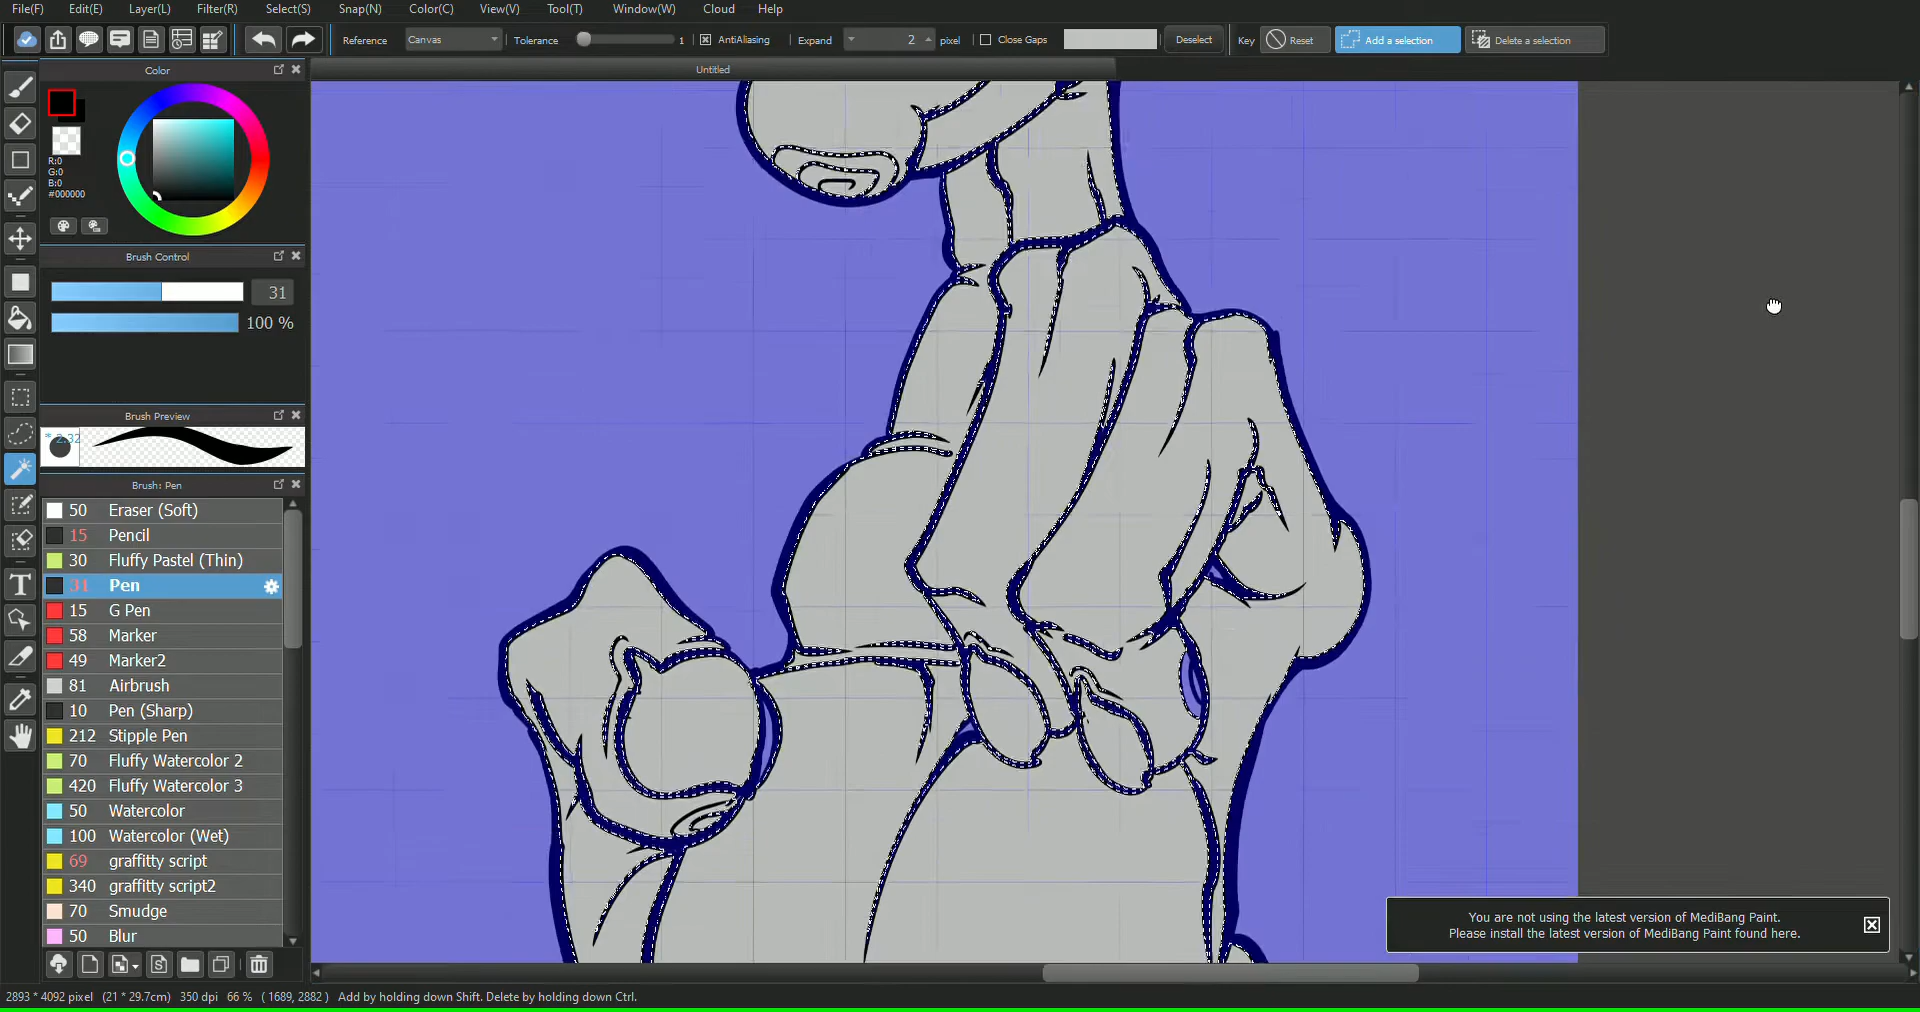 File(F) Edit(E) Layer(L) Filter(R) Select(S) Snap(N) Color(C) View(V) Tool(T) Window(W) Cloud Help
Reference Canvas Tolerance 1 AntiAliasing Expand 2 pixel Close Gaps Deselect Key Reset Add a selection Delete a selection
Untitled
Color
R:0
G:0
B:0
#000000
Brush Control
31
100 %
Brush Preview
* 2.32
Brush: Pen
50 Eraser (Soft)
15 Pencil
30 Fluffy Pastel (Thin)
31 Pen
15 G Pen
58 Marker
49 Marker2
81 Airbrush
10 Pen (Sharp)
212 Stipple Pen
70 Fluffy Watercolor 2
420 Fluffy Watercolor 3
50 Watercolor
100 Watercolor (Wet)
69 graffitty script
340 graffitty script2
70 Smudge
50 Blur
You are not using the latest version of MediBang Paint.
Please install the latest version of MediBang Paint found here.
2893 * 4092 pixel (21 * 29.7cm) 350 dpi 66 % ( 1689, 2882 ) Add by holding down Shift. Delete by holding down Ctrl.